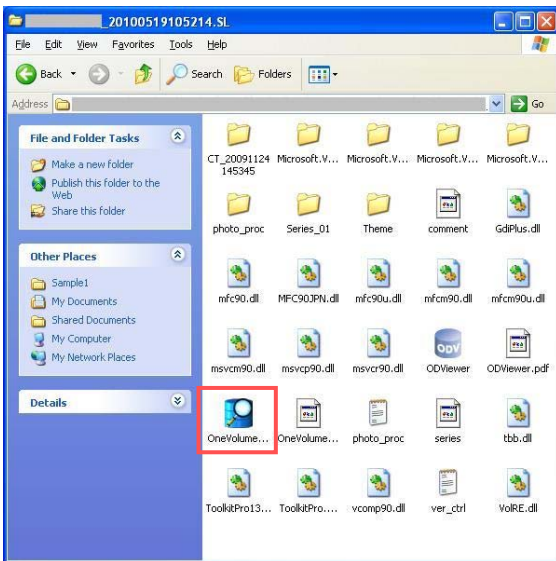 _20100519105214.SL
File Edit View Favorites Tools Help
Back Search Folders
Address Go
File and Folder Tasks
Make a new folder
Publish this folder to the
Web
Share this folder
Other Places
Sample1
My Documents
Shared Documents
My Computer
My Network Places
Details
CT_20091124
145345
Microsoft.V... Microsoft.V... Microsoft.V... Microsoft.V...
photo_proc Series_01 Theme comment GdiPlus.dll
mfc90.dll MFC90JPN.dll mfc90u.dll mfcm90.dll mfcm90u.dll
ODV
msvcm90.dll msvcp90.dll msvcr90.dll ODViewer ODViewer.pdf
OneVolume... OneVolume... photo_proc series tbb.dll
ToolkitPro13... ToolkitPro.... vcomp90.dll ver_ctrl VolRE.dll